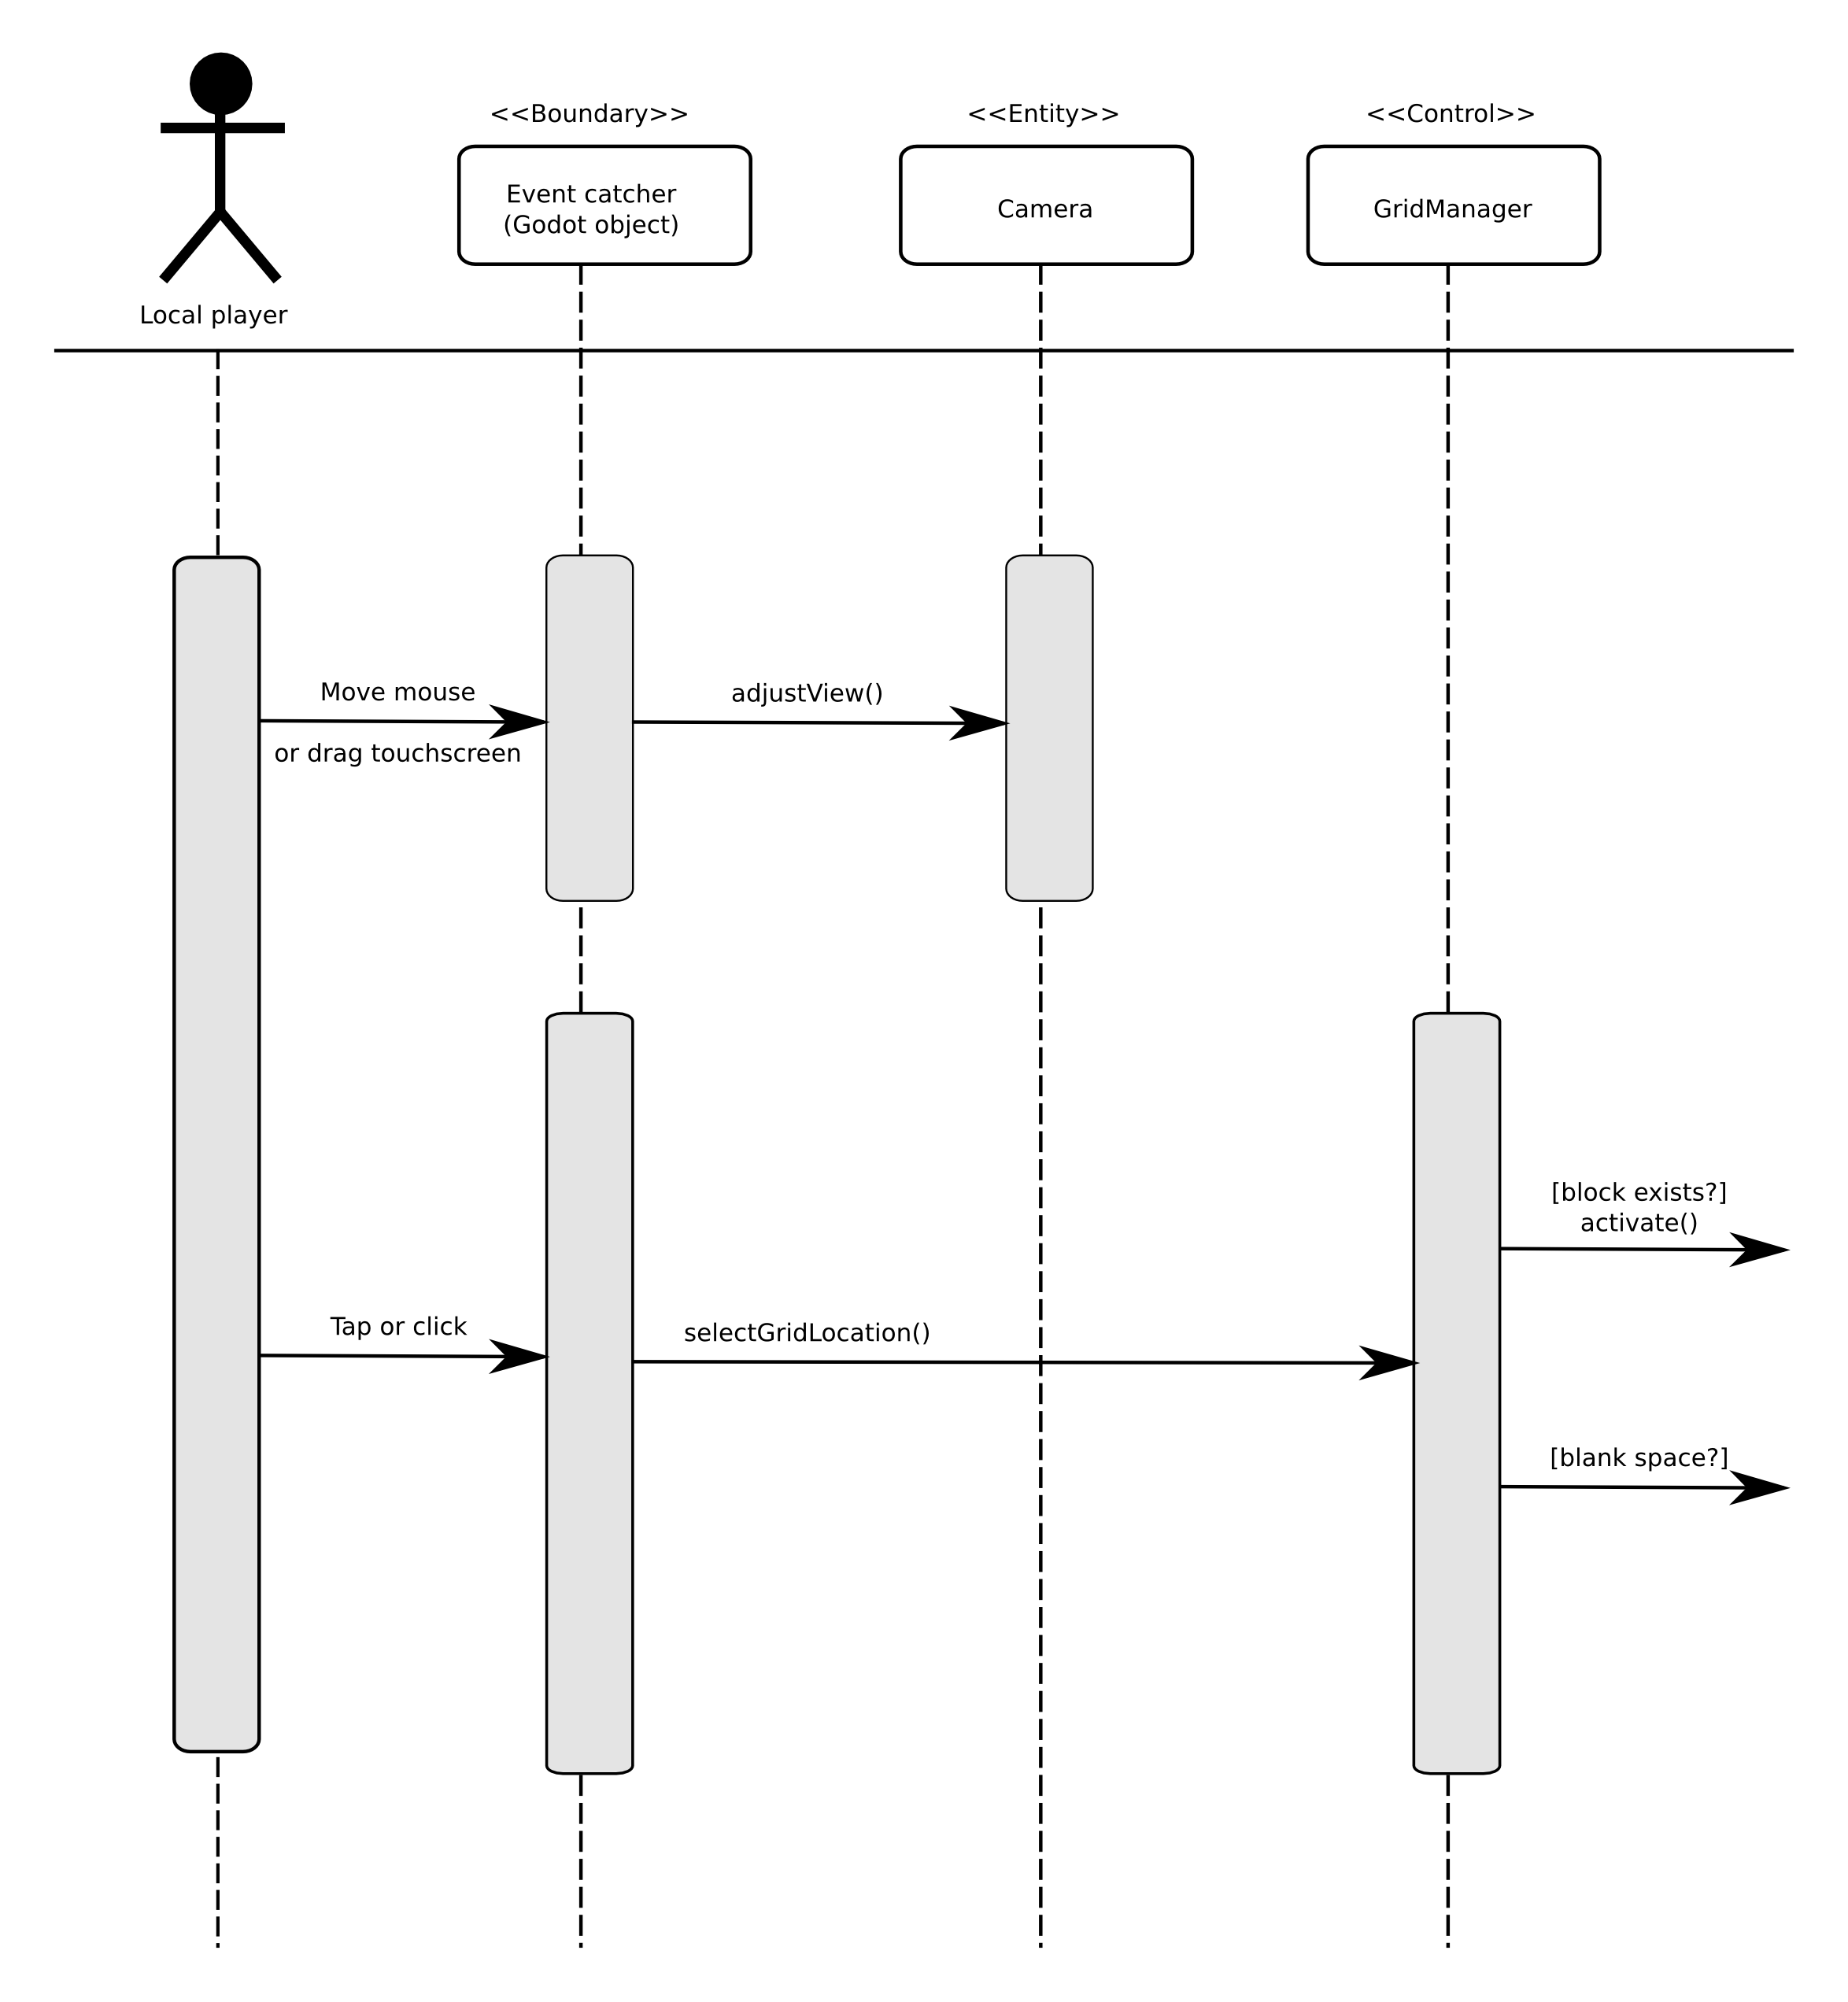 <<Boundary>>
<<Entity>>
<<Control>>
Event catcher
(Godot object)
Camera
GridManager
Local player
Move mouse
or drag touchscreen
adjustView()
[block exists?]
activate()
Tap or click
selectGridLocation()
[blank space?]